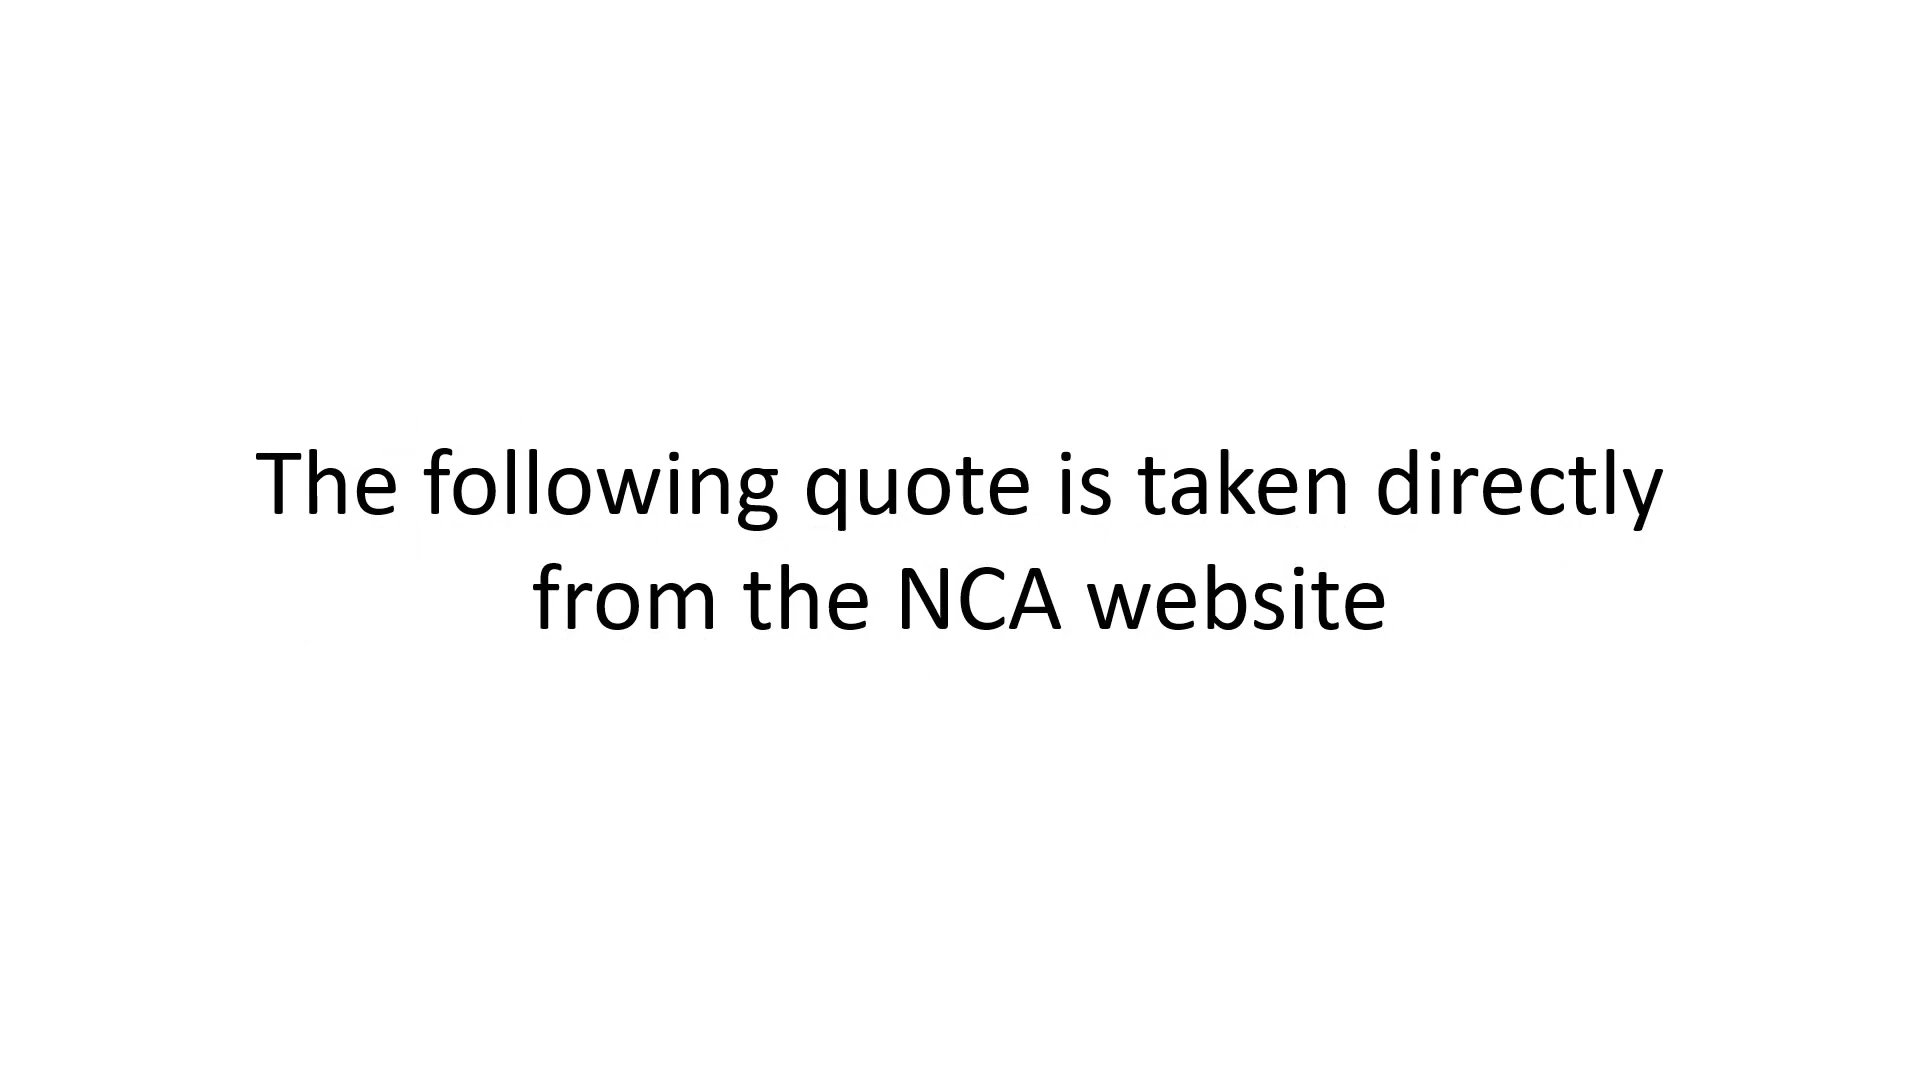 The following quote is taken directly
from the NCA website